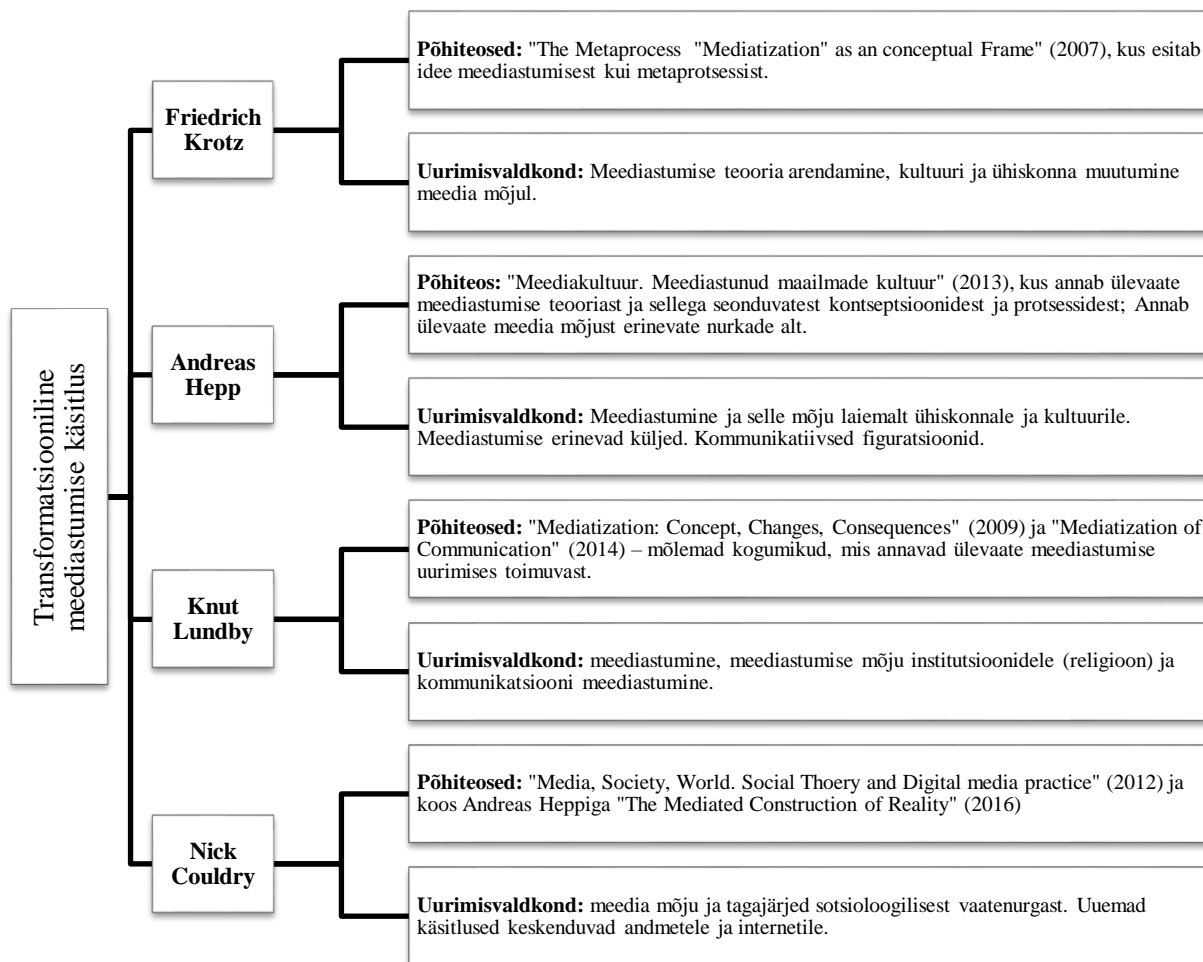 Transformatsiooniline
meediastumise käsitlus
Friedrich
Krotz
Põhiteosed: "The Metaprocess "Mediatization" as an conceptual Frame" (2007), kus esitab
idee meediastumisest kui metaprotsessist.
Uurimisvaldkond: Meediastumise teooria arendamine, kultuuri ja ühiskonna muutumine
meedia mõjul.
Andreas
Hepp
Põhiteos: "Meediakultuur. Meediastunud maailmade kultuur" (2013), kus annab ülevaate
meediastumise teooriast ja sellega seonduvatest kontseptsioonidest ja protsessidest; Annab
ülevaate meedia mõjust erinevate nurkade alt.
Uurimisvaldkond: Meediastumine ja selle mõju laiemalt ühiskonnale ja kultuurile.
Meediastumise erinevad küljed. Kommunikatiivsed figuratsioonid.
Knut
Lundby
Põhiteosed: "Mediatization: Concept, Changes, Consequences" (2009) ja "Mediatization of
Communication" (2014) – mõlemad kogumikud, mis annavad ülevaate meediastumise
uurimises toimuvast.
Uurimisvaldkond: meediastumine, meediastumise mõju institutsioonidele (religioon) ja
kommunikatsiooni meediastumine.
Nick
Couldry
Põhiteosed: "Media, Society, World. Social Thoery and Digital media practice" (2012) ja
koos Andreas Heppiga "The Mediated Construction of Reality" (2016)
Uurimisvaldkond: meedia mõju ja tagajärjed sotsioloogilisest vaatenurgast. Uuemad
käsitlused keskenduvad andmetele ja internetile.